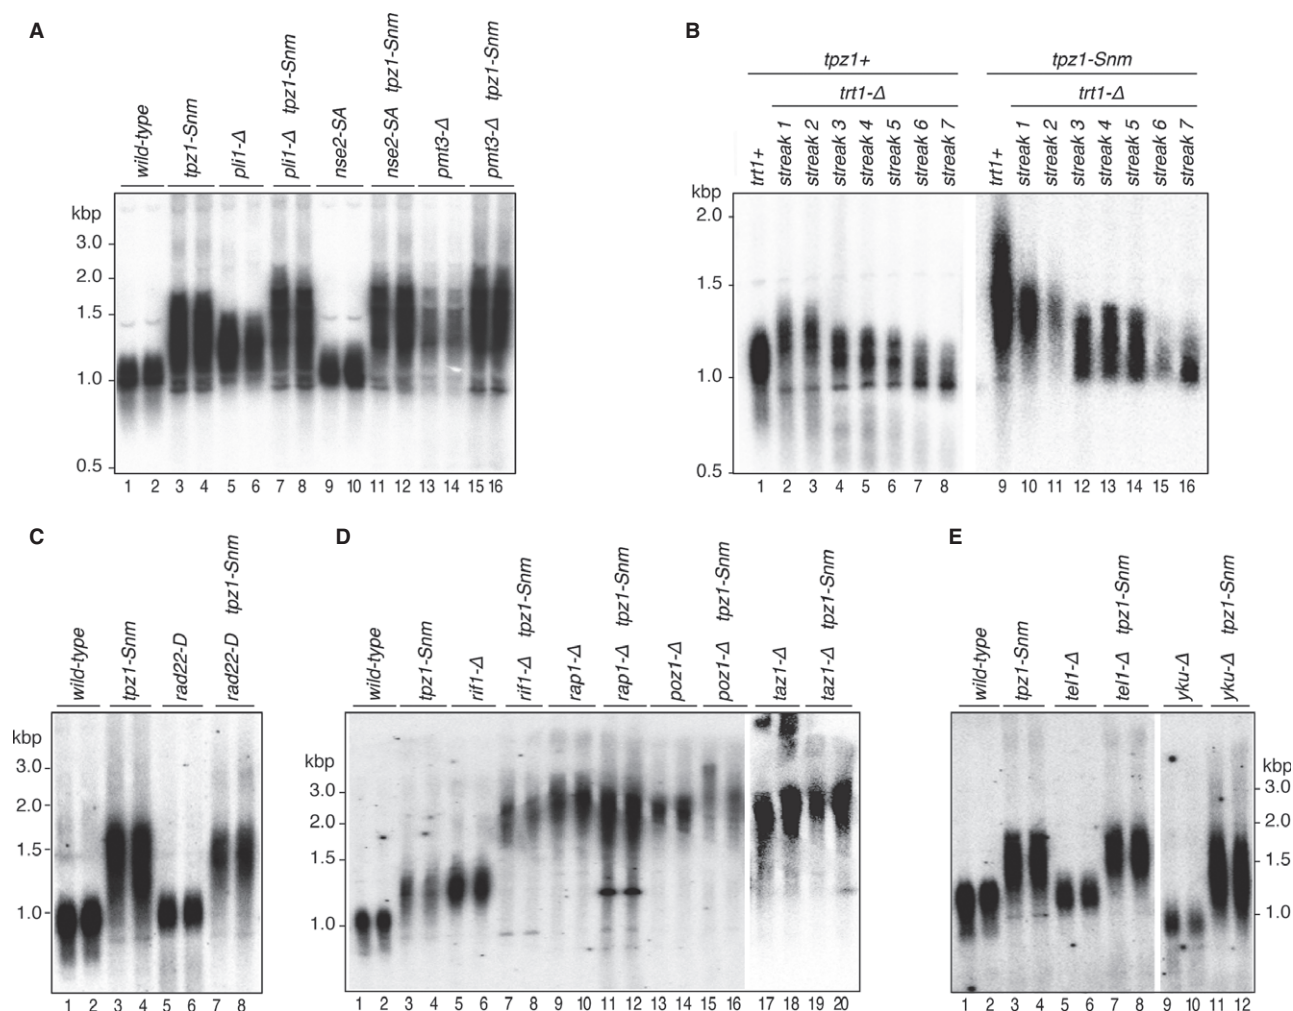 A
wild-type
tpz1-Snm
pli1-Δ
pli1-Δ tpz1-Snm
nse2-SA
nse2-SA tpz1-Snm
pmt3-Δ
pmt3-Δ tpz1-Snm
kbp
3.0
2.0
1.5
1.0
0.5
1 2 3 4 5 6 7 8 9 10 11 12 13 14 15 16
B
tpz1+ tpz1-Snm
trt1-Δ trt1-Δ
trt1+
streak 1
streak 2
streak 3
streak 4
streak 5
streak 6
streak 7
trt1+
streak 1
streak 2
streak 3
streak 4
streak 5
streak 6
streak 7
kbp
2.0
1.5
1.0
0.5
1 2 3 4 5 6 7 8 9 10 11 12 13 14 15 16
C
wild-type
tpz1-Snm
rad22-D
rad22-D tpz1-Snm
kbp
3.0
2.0
1.5
1.0
1 2 3 4 5 6 7 8
D
wild-type
tpz1-Snm
rif1-Δ
rif1-Δ tpz1-Snm
rap1-Δ
rap1-Δ tpz1-Snm
poz1-Δ
poz1-Δ tpz1-Snm
taz1-Δ
taz1-Δ tpz1-Snm
kbp
3.0
2.0
1.5
1.0
1 2 3 4 5 6 7 8 9 10 11 12 13 14 15 16 17 18 19 20
E
wild-type
tpz1-Snm
tel1-Δ
tel1-Δ tpz1-Snm
yku-Δ
yku-Δ tpz1-Snm
kbp
3.0
2.0
1.5
1.0
1 2 3 4 5 6 7 8 9 10 11 12